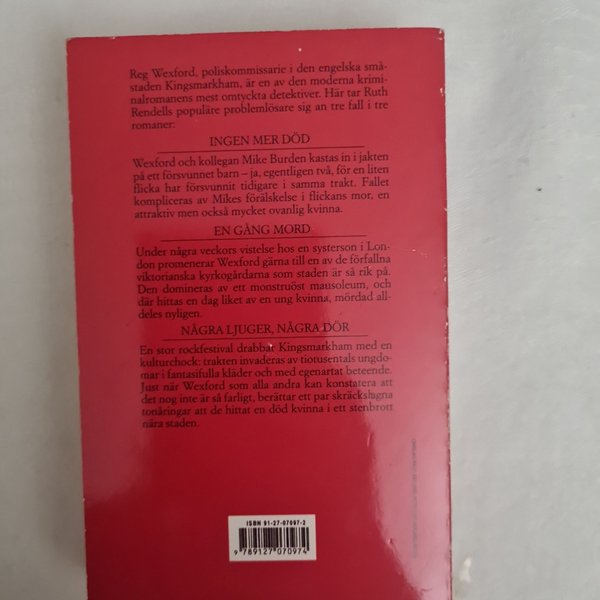 Reg Wexford, poliskommissarie i den engelska små-
staden Kingsmarkham, är en av den moderna krimi-
nalromanens mest omtyckta detektiver. Här tar Ruth
Rendells populäre problemlösare sig an tre fall i tre
romaner:
INGEN MER DÖD
Wexford och kollegan Mike Burden kastas in i jakten
på ett försvunnet barn – ja, egentligen två, för en liten
flicka har försvunnit tidigare i samma trakt. Fallet
kompliceras av Mikes förälskelse i flickans mor, en
attraktiv men också mycket ovanlig kvinna.
EN GÅNG MORD
Under några veckors vistelse hos en systerson i Lon-
don promenerar Wexford gärna till en av de förfallna
viktorianska kyrkogårdarna som staden är så rik på.
Den domineras av ett monstruöst mausoleum, och
där hittas en dag liket av en ung kvinna, mördad all-
deles nyligen.
NÅGRA LJUGER, NÅGRA DÖR
En stor rockfestival drabbar Kingsmarkham med en
kulturchock: trakten invaderas av tiotusentals ungdo-
mar i fantasifulla kläder och med egenartat beteende.
Just när Wexford som alla andra kan konstatera att
det nog inte är så farligt, berättar ett par skräckslagna
tonåringar att de hittat en död kvinna i ett stenbrott
nära staden.
ISBN 91-27-07097-2
9 789127 070974